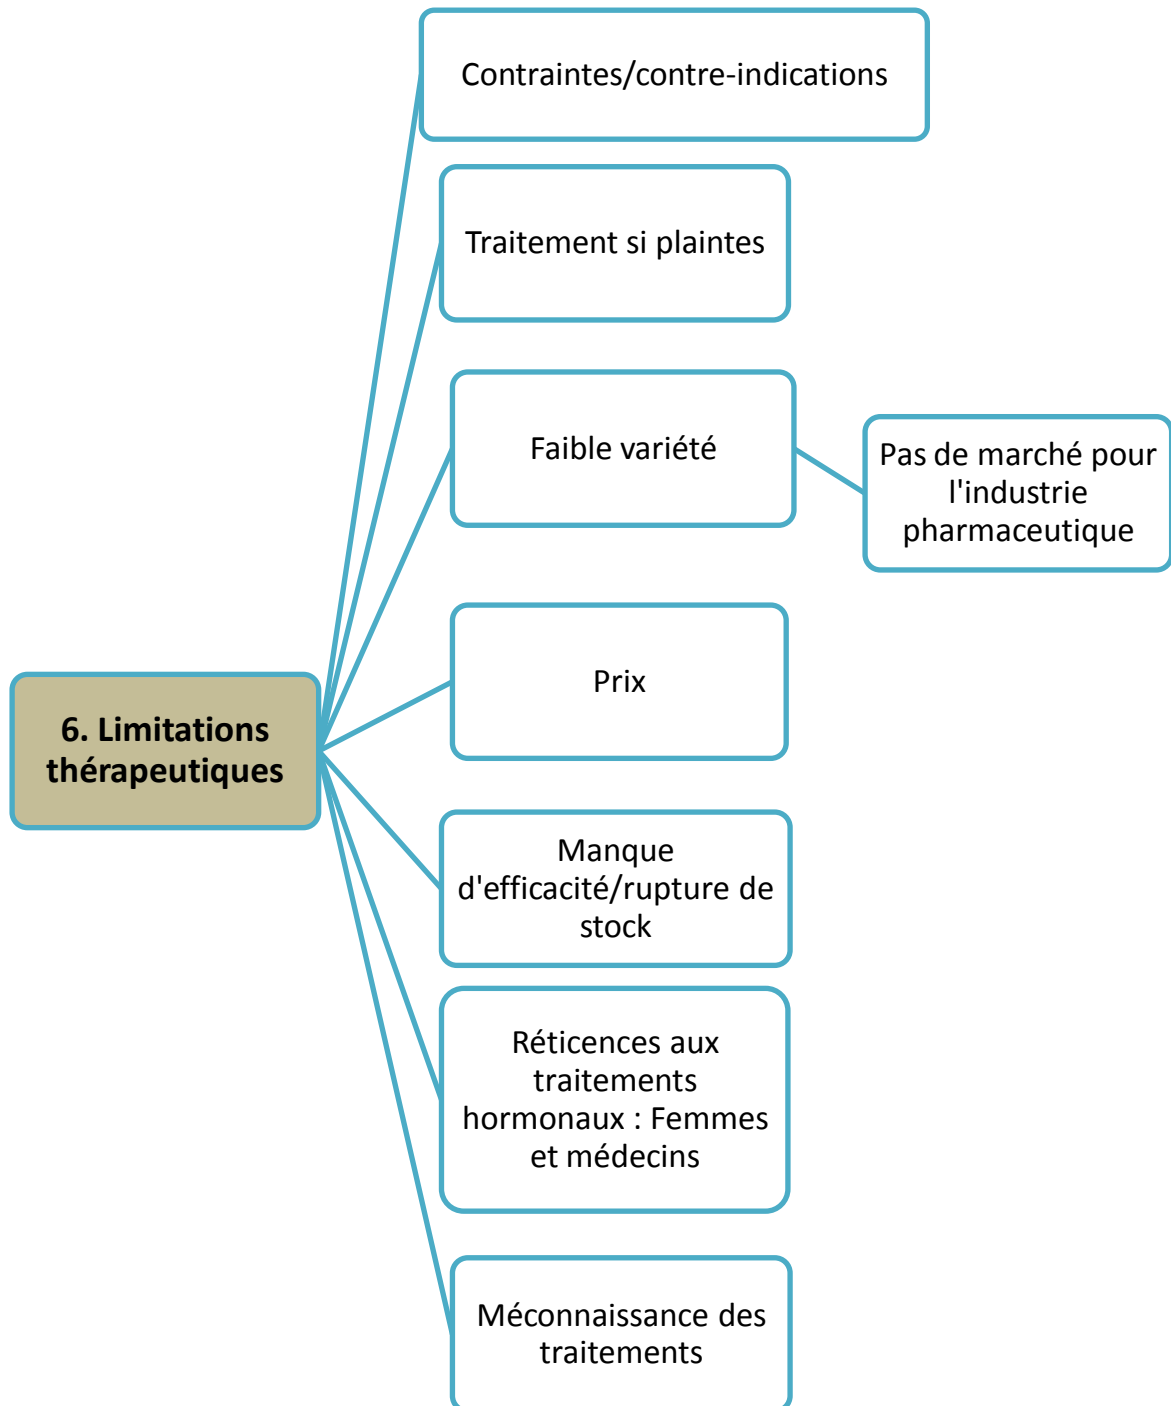 Contraintes/contre-indications
Traitement si plaintes
Faible variété
Pas de marché pour
l'industrie
pharmaceutique
Prix
6. Limitations
thérapeutiques
Manque
d'efficacité/rupture de
stock
Réticences aux
traitements
hormonaux : Femmes
et médecins
Méconnaissance des
traitements